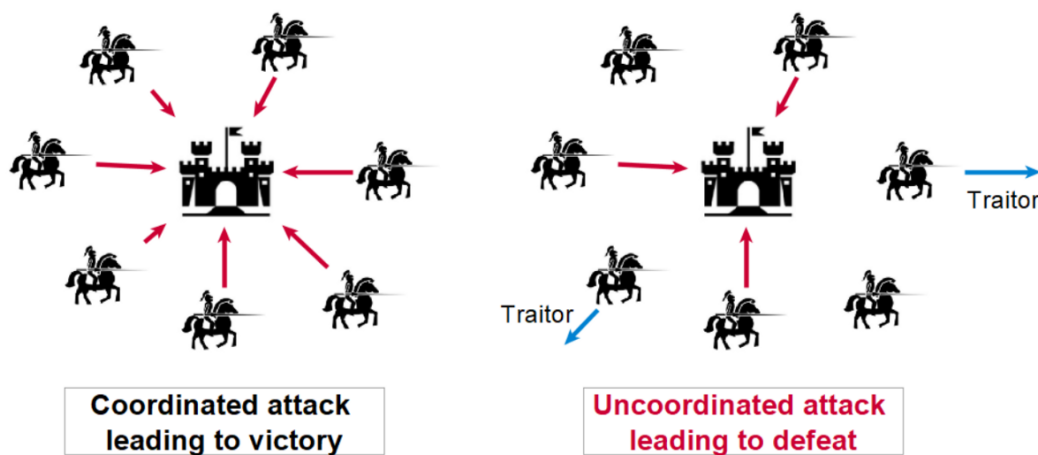 Traitor
Traitor
Coordinated attack
leading to victory
Uncoordinated attack
leading to defeat